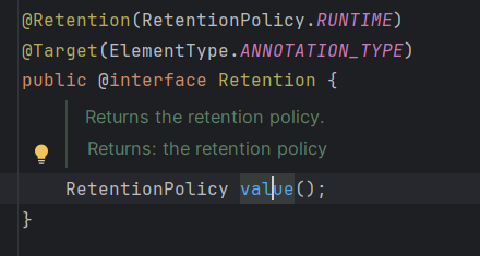 @Retention(RetentionPolicy.RUNTIME)
@Target(ElementType.ANNOTATION_TYPE)
public @interface Retention {
Returns the retention policy.
Returns: the retention policy
RetentionPolicy value();
}